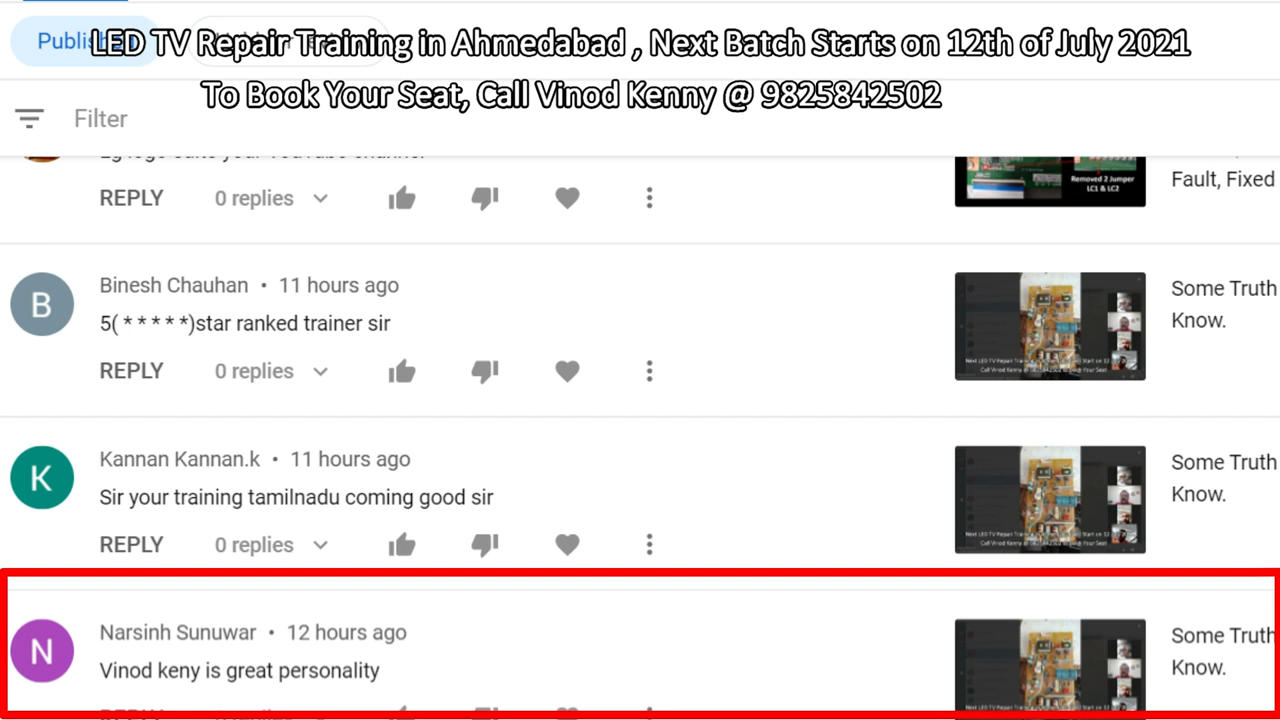 Published
LED TV Repair Training in Ahmedabad , Next Batch Starts on 12th of July 2021
To Book Your Seat, Call Vinod Kenny @ 9825842502
Filter
Removed 2 Jumper
LC1 & LC2
Fault, Fixed
REPLY 0 replies
Binesh Chauhan • 11 hours ago
5( * * * * *)star ranked trainer sir
REPLY 0 replies
Some Truth
Know.
Kannan Kannan.k • 11 hours ago
Sir your training tamilnadu coming good sir
REPLY 0 replies
Some Truth
Know.
Narsinh Sunuwar • 12 hours ago
Vinod keny is great personality
Some Truth
Know.